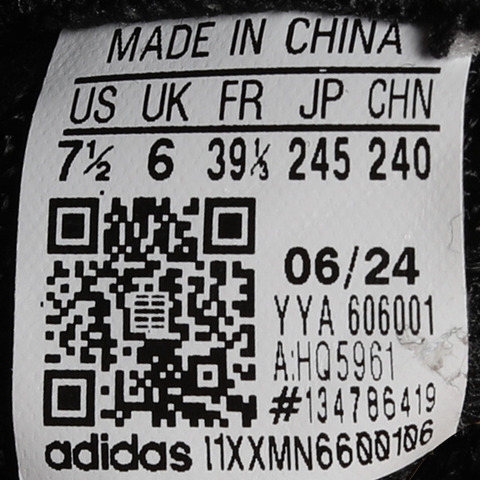 MADE IN CHINA
US UK FR JP CHN
7½ 6 39⅓ 245 240
06/24
YYA 606001
A:HQ5961
#134786419
adidas I1XXMN6600106